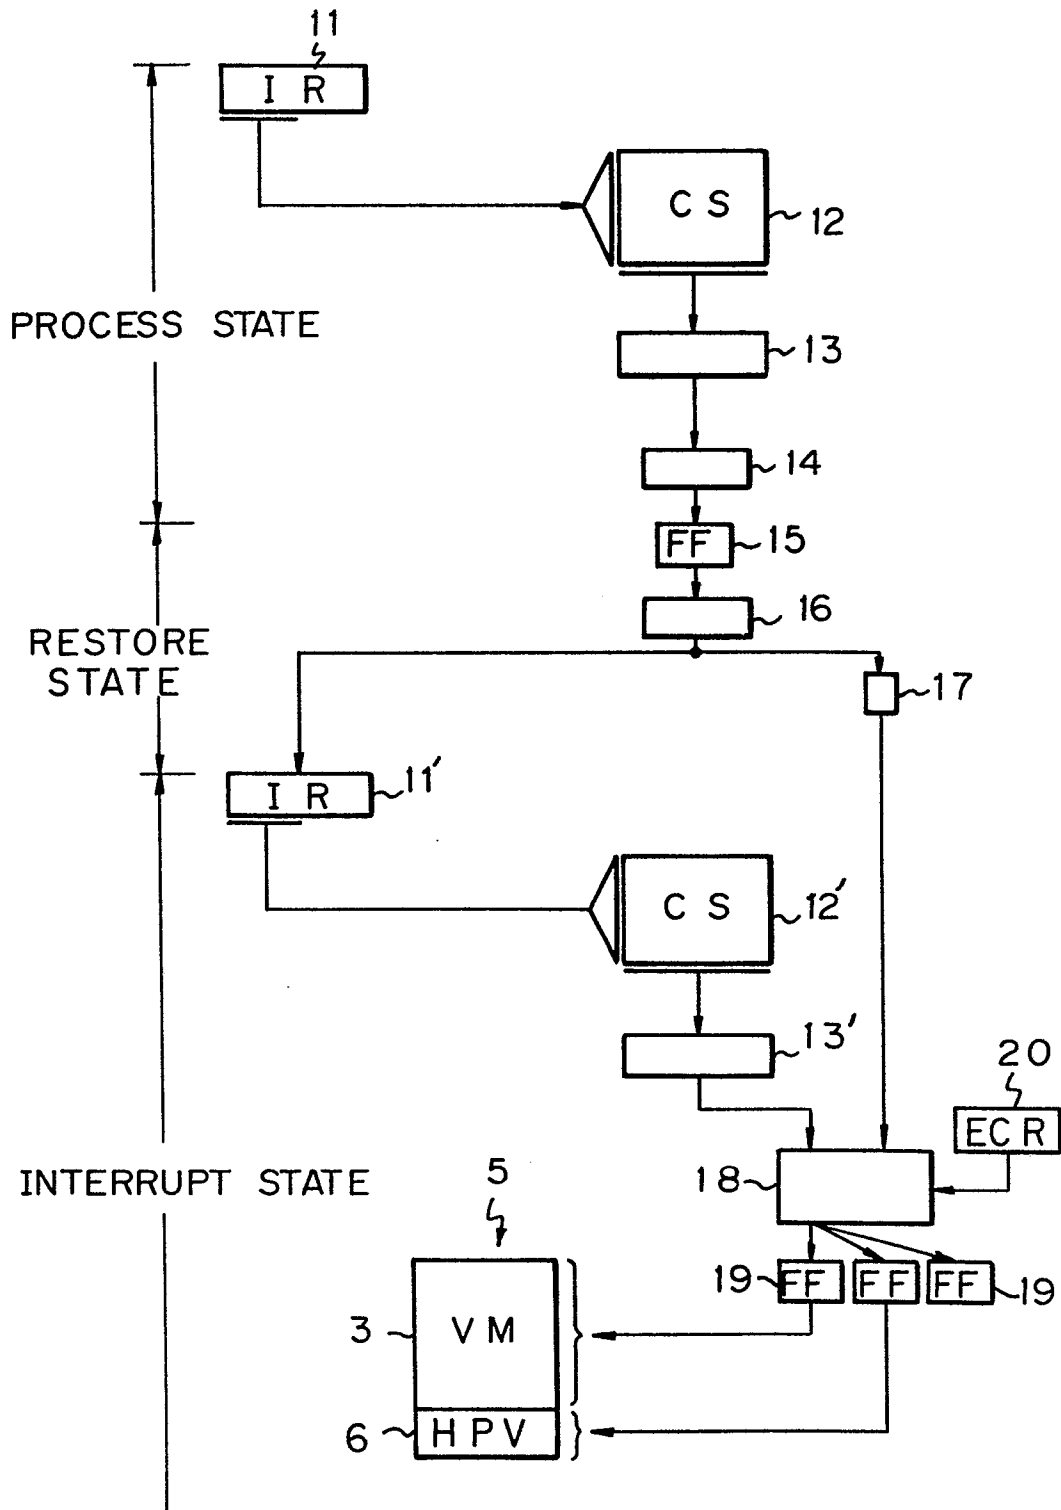 11
I R
C S
12
PROCESS STATE
13
14
FF
15
16
RESTORE
STATE
17
I R
11'
C S
12'
13'
20
ECR
INTERRUPT STATE
5
18
19
FF
FF
FF
19
3
VM
6
HPV